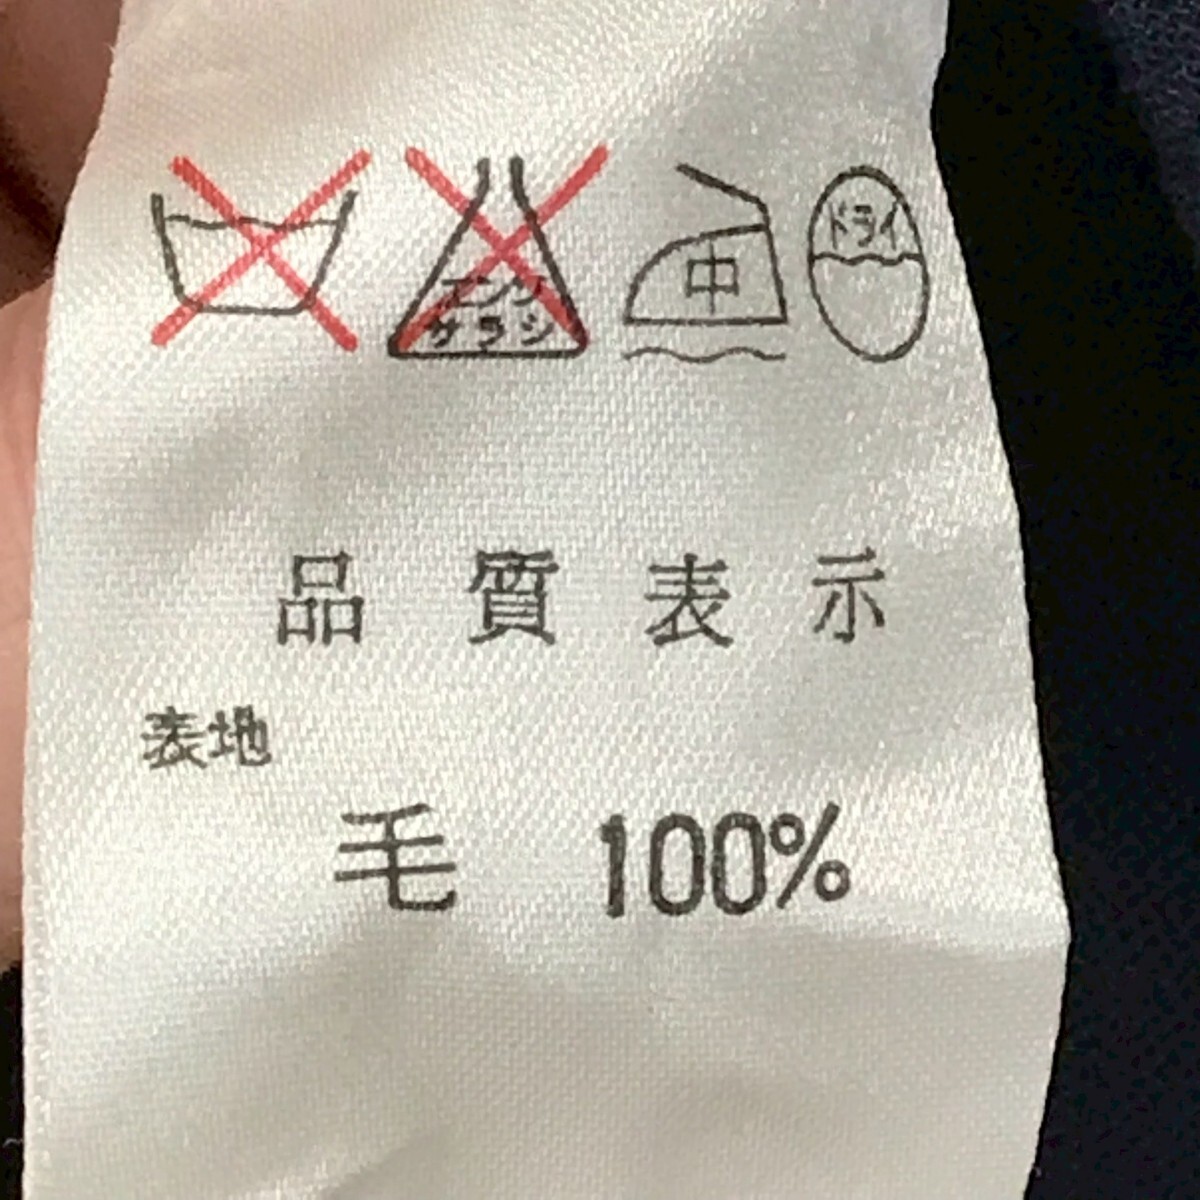 エンソ
サラシ
中
ドライ
品質表示
表地
毛 100%